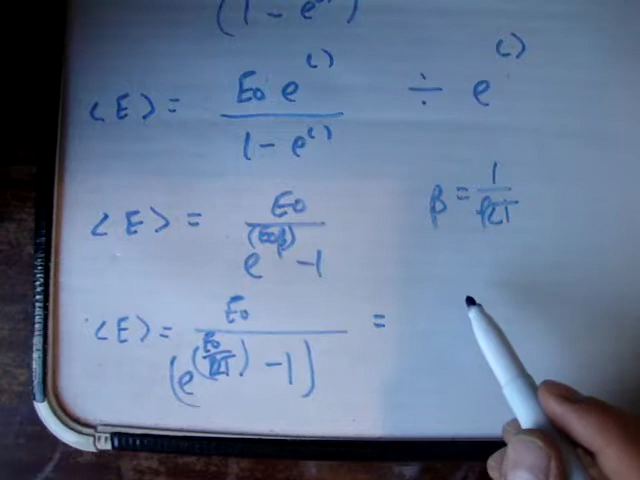 (1 - e^( ))
⟨E⟩ = E₀ e^( ) / 1 - e^( ) ÷ e^( )
⟨E⟩ = E₀ / e^(E₀β) - 1 β = 1/kT
⟨E⟩ = E₀ / (e^(E₀/kT) - 1) =